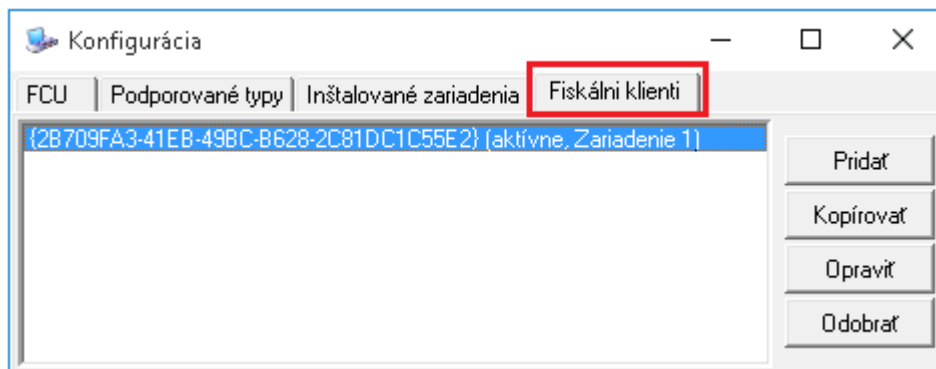 Konfigurácia
FCU Podporované typy Inštalované zariadenia Fiskálni klienti
{2B709FA3-41EB-49BC-B628-2C81DC1C55E2} (aktívne, Zariadenie 1)
Pridať
Kopírovať
Opraviť
Odobrať